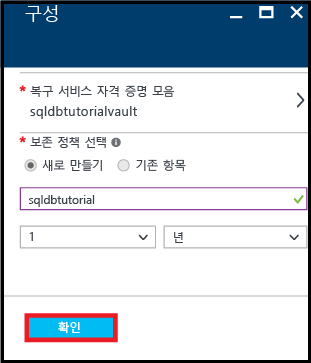 구성
* 복구 서비스 자격 증명 모음
sqldbtutorialvault
* 보존 정책 선택
새로 만들기 기존 항목
sqldbtutorial
1 년
확인